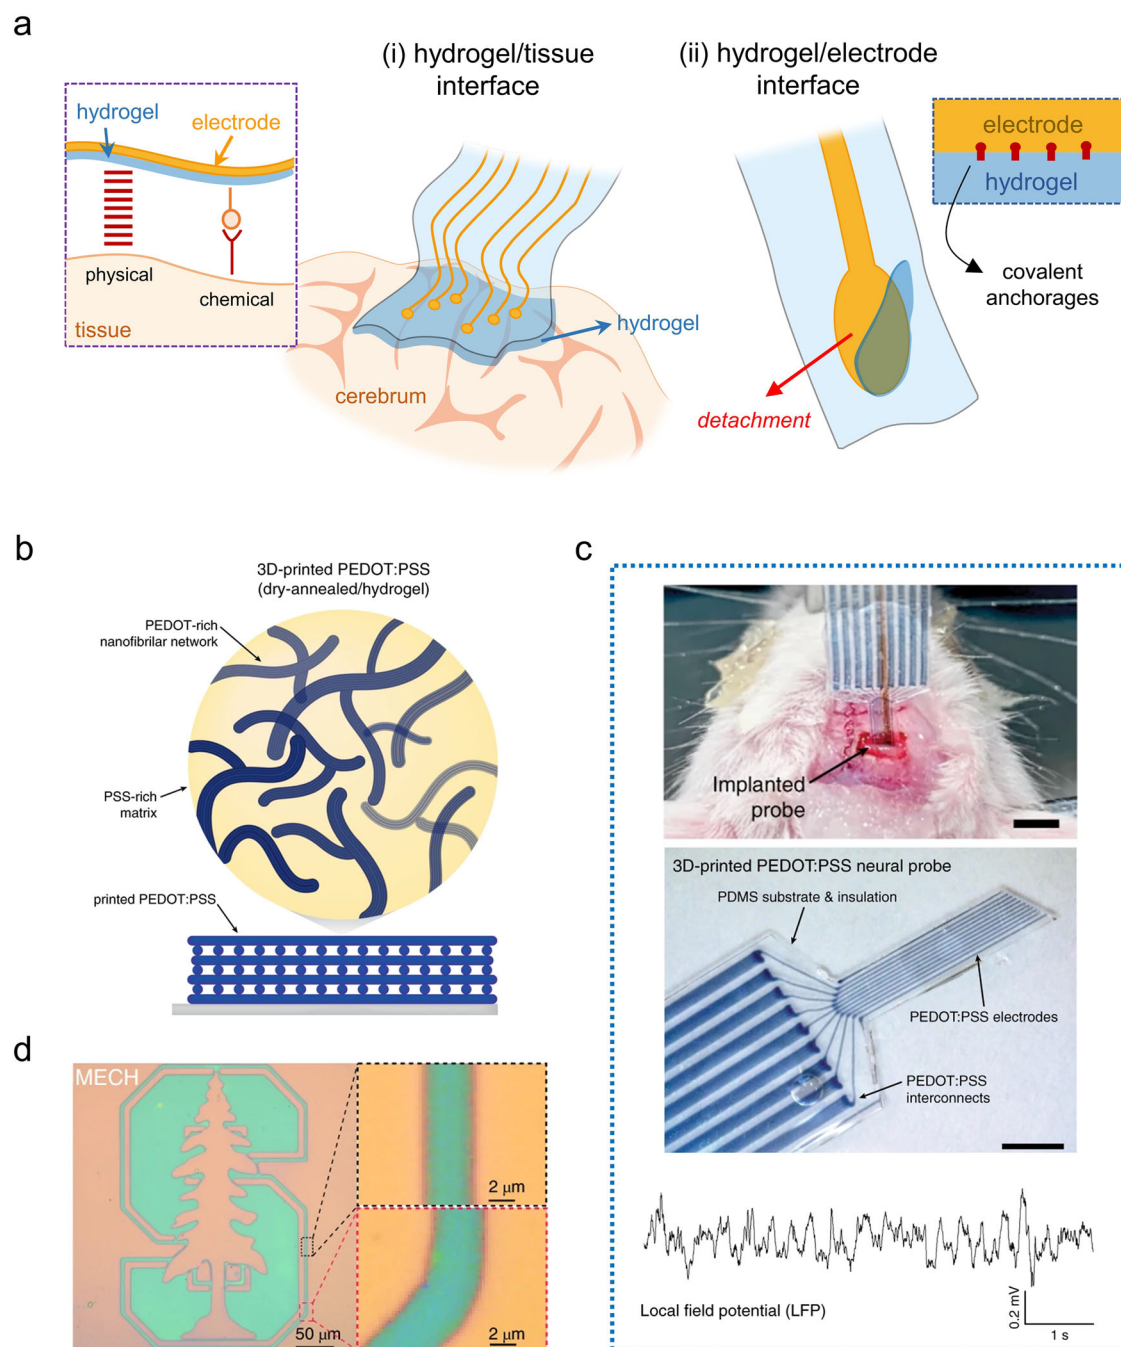 a
(i) hydrogel/tissue
interface
(ii) hydrogel/electrode
interface
hydrogel
electrode
physical
chemical
tissue
hydrogel
cerebrum
detachment
electrode
hydrogel
covalent
anchorages
b
3D-printed PEDOT:PSS
(dry-annealed/hydrogel)
PEDOT-rich
nanofibrilar network
PSS-rich
matrix
printed PEDOT:PSS
c
Implanted
probe
3D-printed PEDOT:PSS neural probe
PDMS substrate & insulation
PEDOT:PSS electrodes
PEDOT:PSS
interconnects
Local field potential (LFP)
0.2 mV
1 s
d
MECH
50 μm
2 μm
2 μm